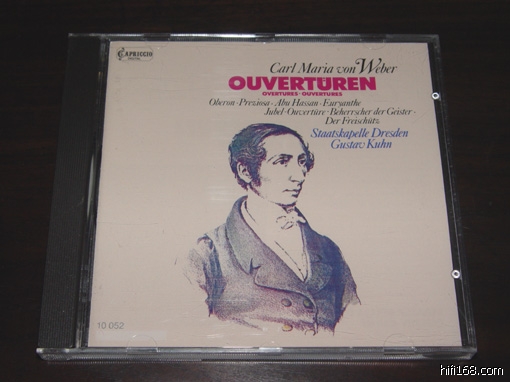 CAPRICCIO
DIGITAL
Carl Maria von Weber
OUVERTÜREN
OVERTURES · OUVERTURES
Oberon · Preziosa · Abu Hassan · Euryanthe
Jubel-Ouvertüre · Beherrscher der Geister ·
Der Freischütz
Staatskapelle Dresden
Gustav Kuhn
10 052
hifi168.com